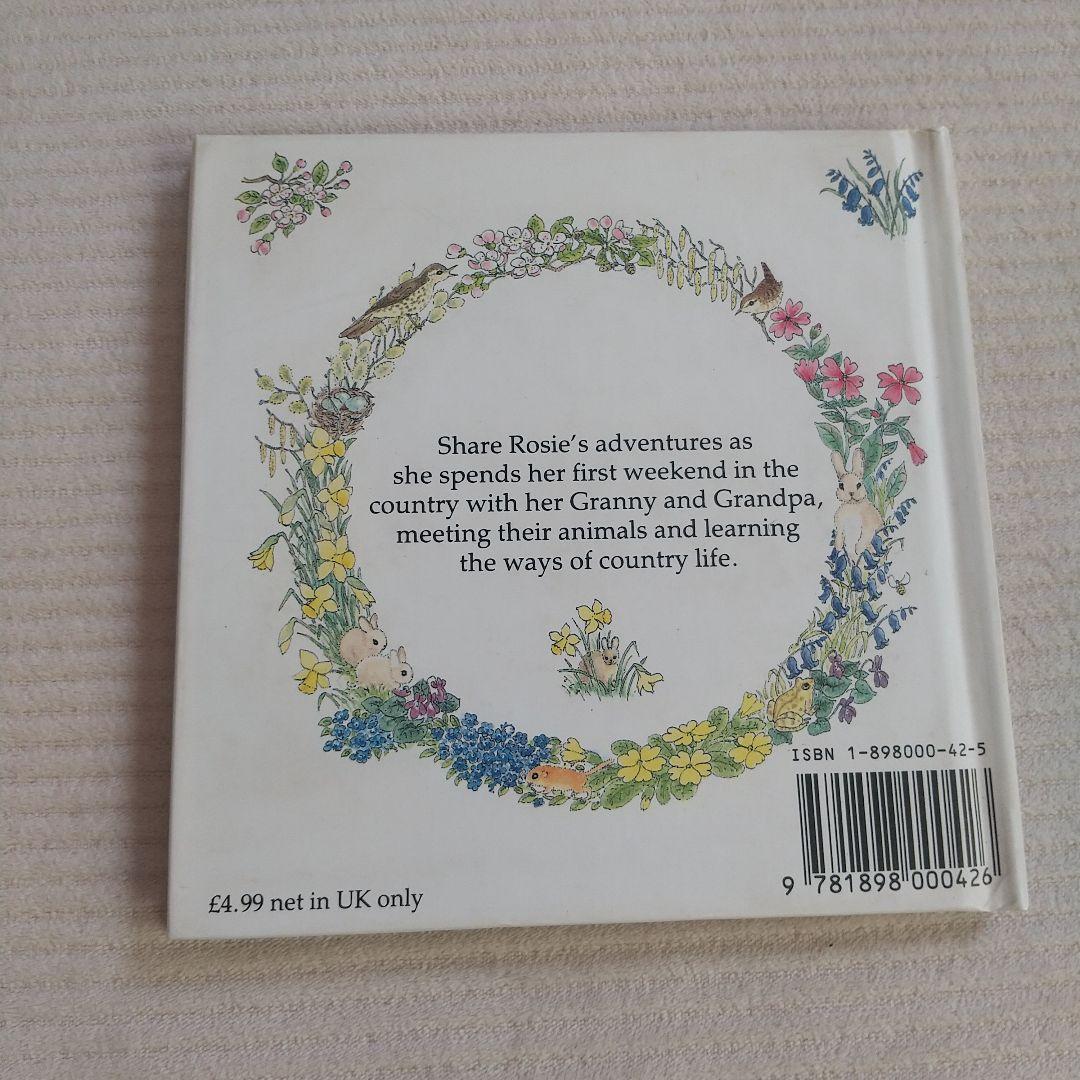 Share Rosie's adventures as
she spends her first weekend in the
country with her Granny and Grandpa,
meeting their animals and learning
the ways of country life.
ISBN 1-898000-42-5
9 781898 000426
£4.99 net in UK only